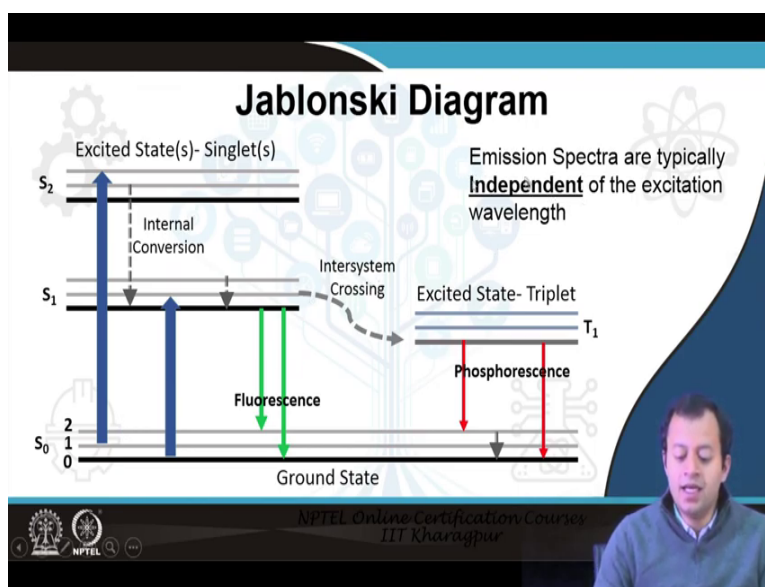 Jablonski Diagram
Excited State(s)- Singlet(s)
Emission Spectra are typically
Independent of the excitation
wavelength
S2
Internal
Conversion
Intersystem
Crossing
S1
Excited State- Triplet
T1
Phosphorescence
Fluorescence
2
S0 1
0
Ground State
NPTEL Online Certification Courses
IIT Kharagpur
NPTEL